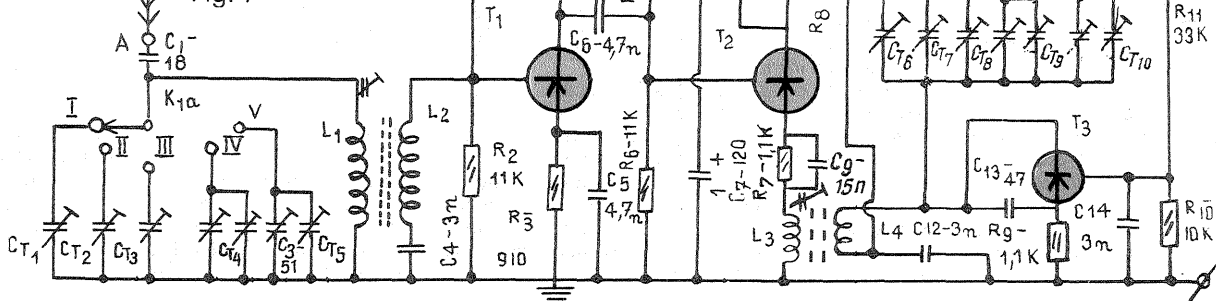 A
C1-
18
K1a
I
II
III
IV
V
CT1
CT2
CT3
CT4
C3-
51
CT5
L1
L2
C4-3n
T1
R2
11K
C6-4,7n
R3-
910
C5
4,7n
R6-11K
+
1
C7-120
T2
R8
R7-1,1K
C9-
15n
L3
L4
C12-3n
CT6
CT7
CT8
CT9
CT10
R11
33K
T3
C13-47
R9-
1,1K
C14
3n
R10-
10K